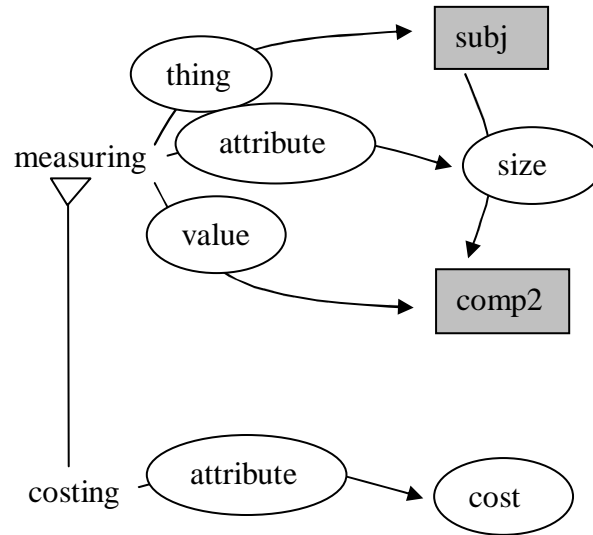 subj
thing
measuring
attribute
size
value
comp2
costing
attribute
cost